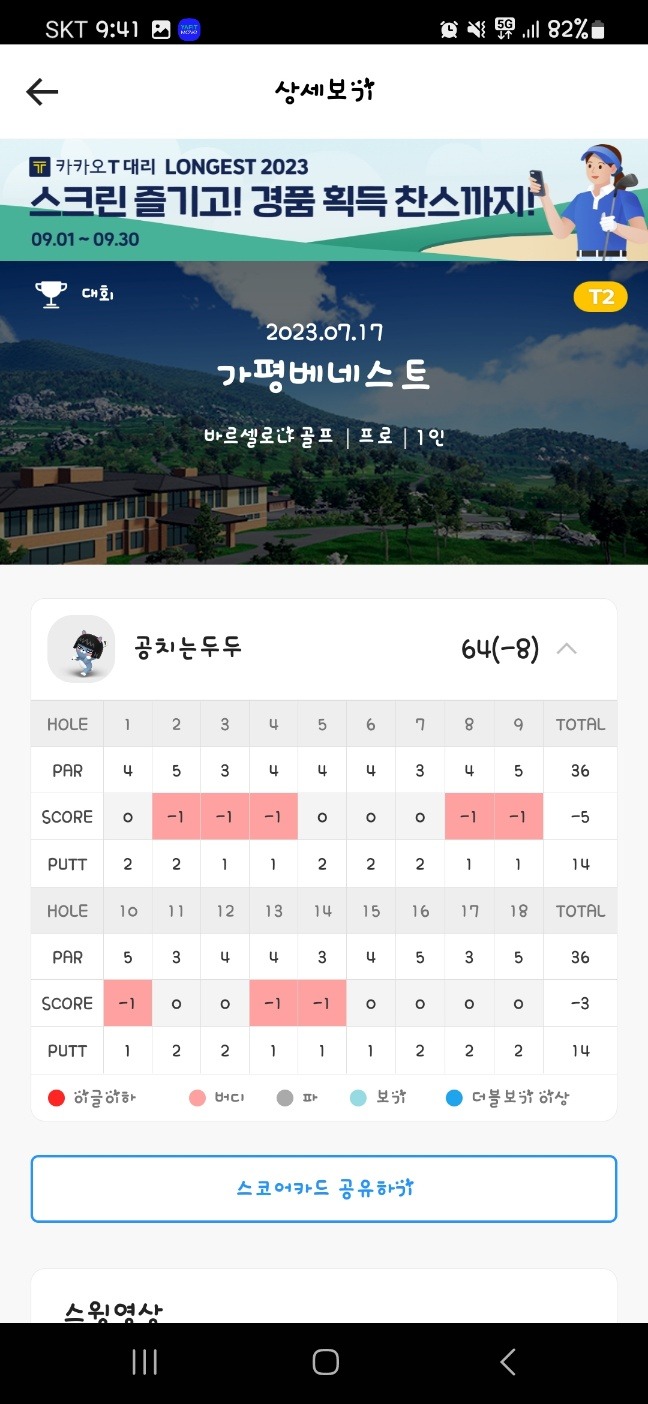 SKT 9:41 5G 82%
상세보기
T 카카오 T 대리 LONGEST 2023
스크린 즐기고! 경품 획득 찬스까지!
09.01 ~ 09.30
대회 T2
2023.07.17
가평베네스트
바르셀로나 골프 | 프로 | 1인
공치는두두 64(-8)
HOLE 1 2 3 4 5 6 7 8 9 TOTAL
PAR 4 5 3 4 4 4 3 4 5 36
SCORE 0 -1 -1 -1 0 0 0 -1 -1 -5
PUTT 2 2 1 1 2 2 2 1 1 14
HOLE 10 11 12 13 14 15 16 17 18 TOTAL
PAR 5 3 4 4 3 4 5 3 5 36
SCORE -1 0 0 -1 -1 0 0 0 0 -3
PUTT 1 2 2 1 1 1 2 2 2 14
이글이하 버디 파 보기 더블보기 이상
스코어카드 공유하기
스윙영상